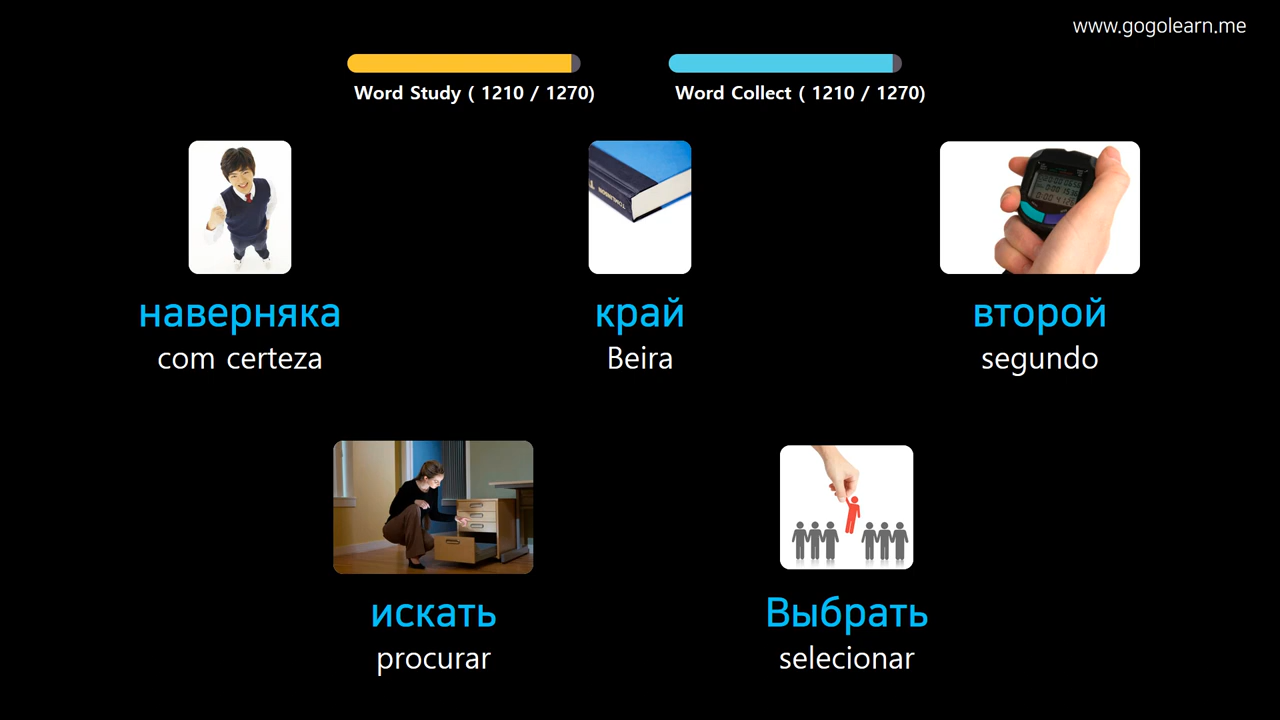 www.gogolearn.me
Word Study ( 1210 / 1270)
Word Collect ( 1210 / 1270)
TOMLINSON
наверняка
край
второй
com certeza
Beira
segundo
искать
Выбрать
procurar
selecionar